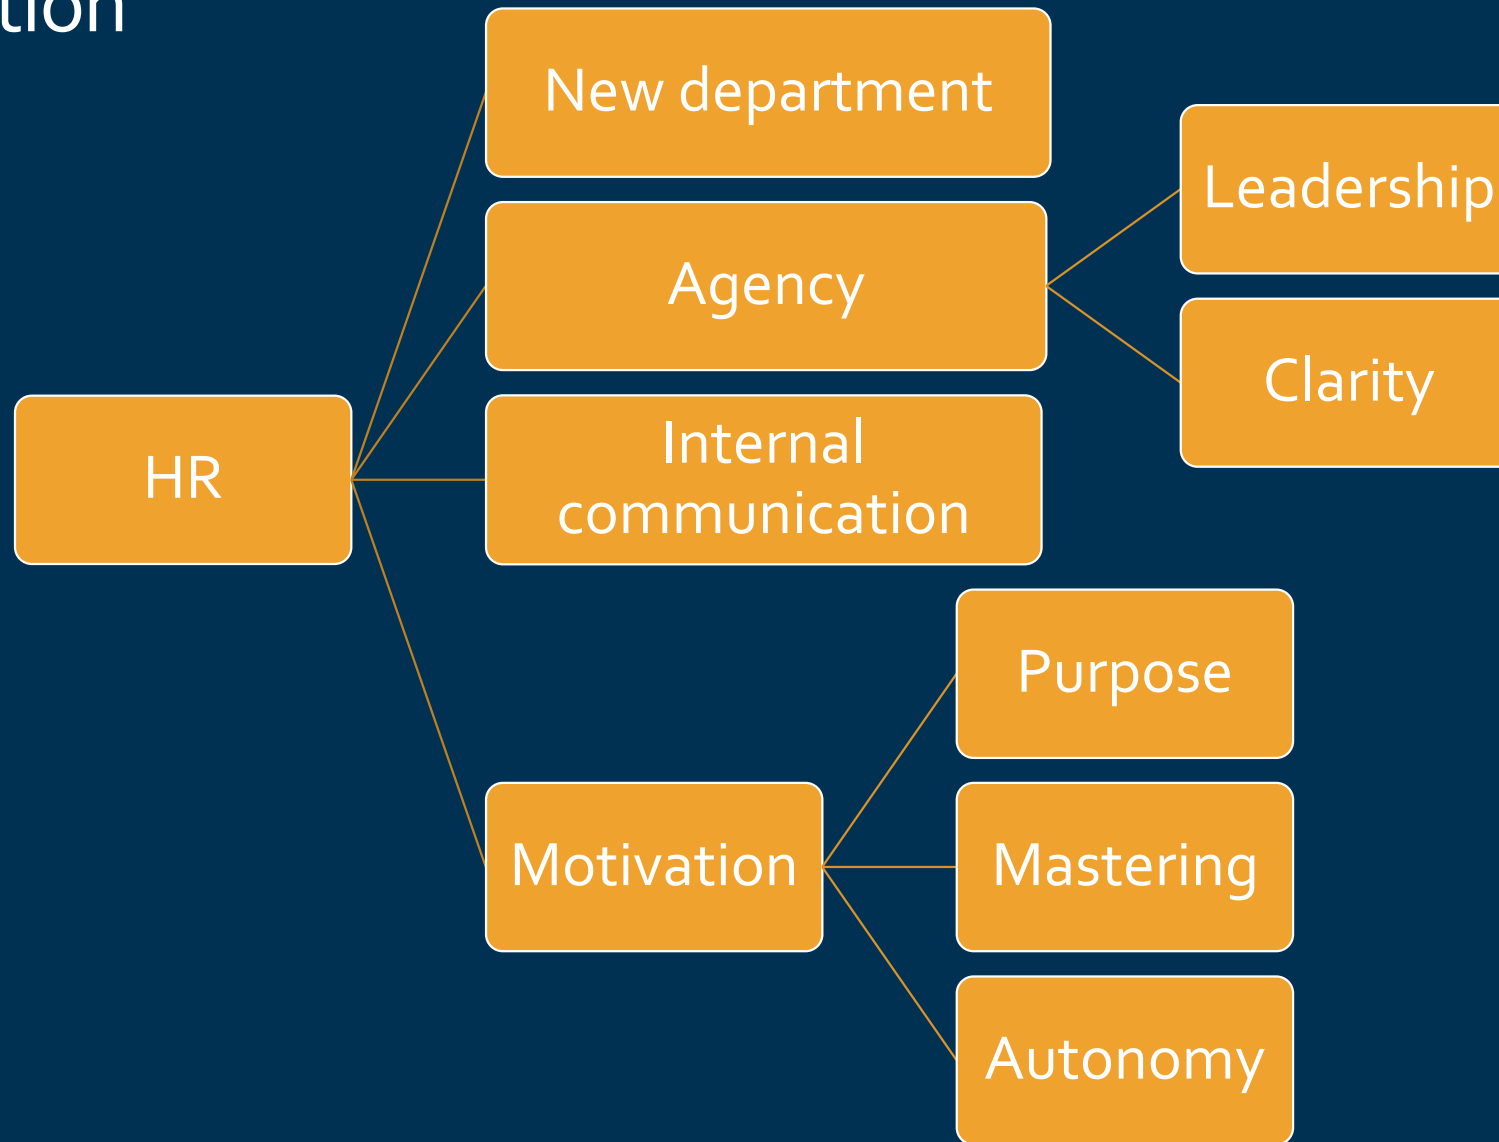 New department
Leadership
Agency
Clarity
Internal
communication
HR
Purpose
Motivation
Mastering
Autonomy